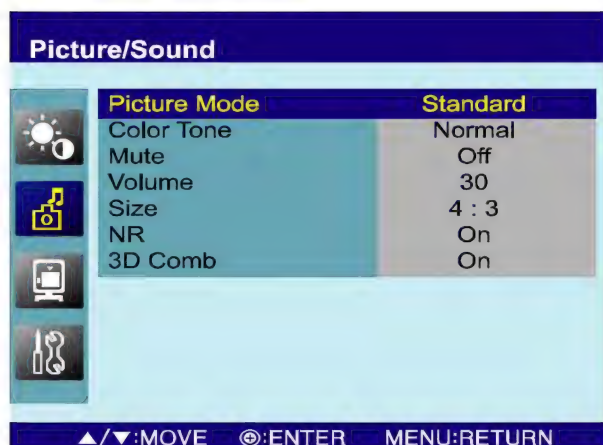 Picture/Sound
Picture Mode Standard
Color Tone Normal
Mute Off
Volume 30
Size 4 : 3
NR On
3D Comb On
▲/▼:MOVE ⊕:ENTER MENU:RETURN